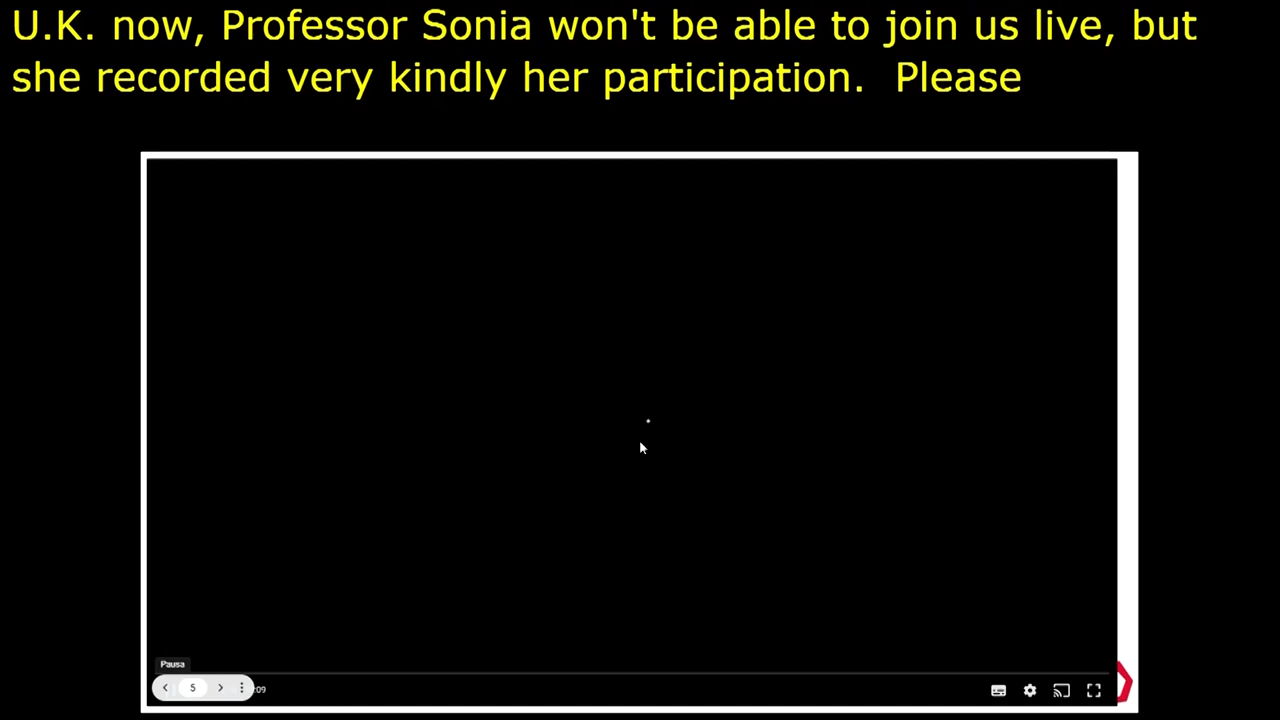 U.K. now, Professor Sonia won't be able to join us live, but
she recorded very kindly her participation.  Please
Pausa
5
:09